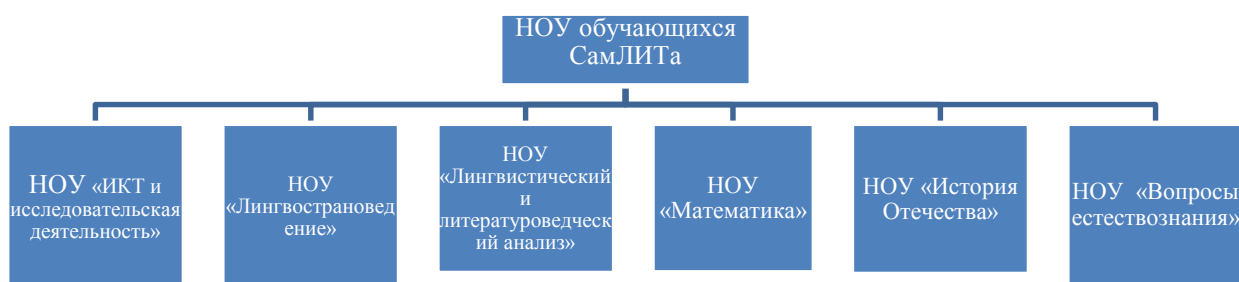 НОУ обучающихся
СамЛИТа
НОУ «ИКТ и
исследовательская
деятельность»
НОУ
«Лингвострановед
ение»
НОУ
«Лингвистический
и
литературоведческ
ий анализ»
НОУ
«Математика»
НОУ «История
Отечества»
НОУ «Вопросы
естествознания»